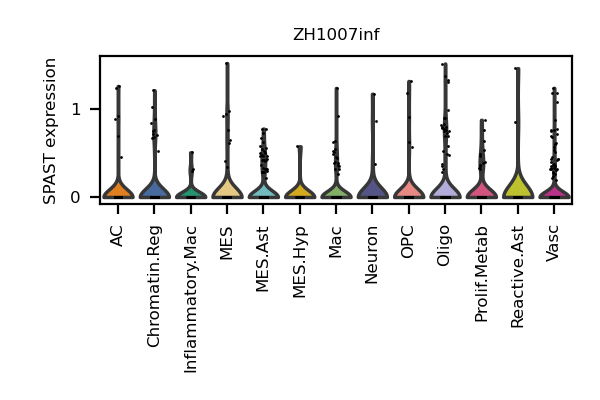 ZH1007inf
SPAST expression
1
0
AC
Chromatin.Reg
Inflammatory.Mac
MES
MES.Ast
MES.Hyp
Mac
Neuron
OPC
Oligo
Prolif.Metab
Reactive.Ast
Vasc